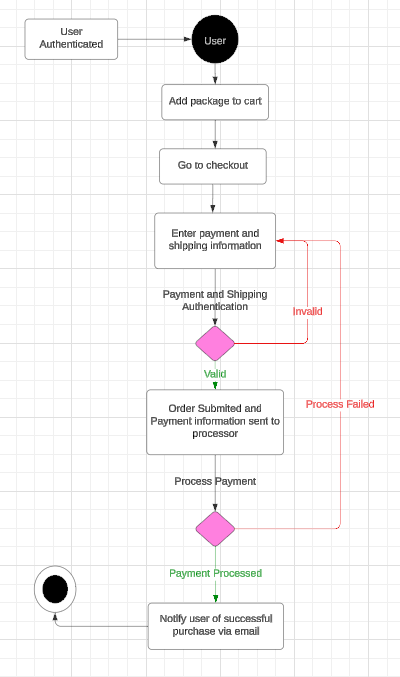 User
Authenticated
User
Add package to cart
Go to checkout
Enter payment and
shipping information
Payment and Shipping
Authentication
Invalid
Valid
Order Submited and
Payment information sent to
processor
Process Failed
Process Payment
Payment Processed
Notify user of successful
purchase via email